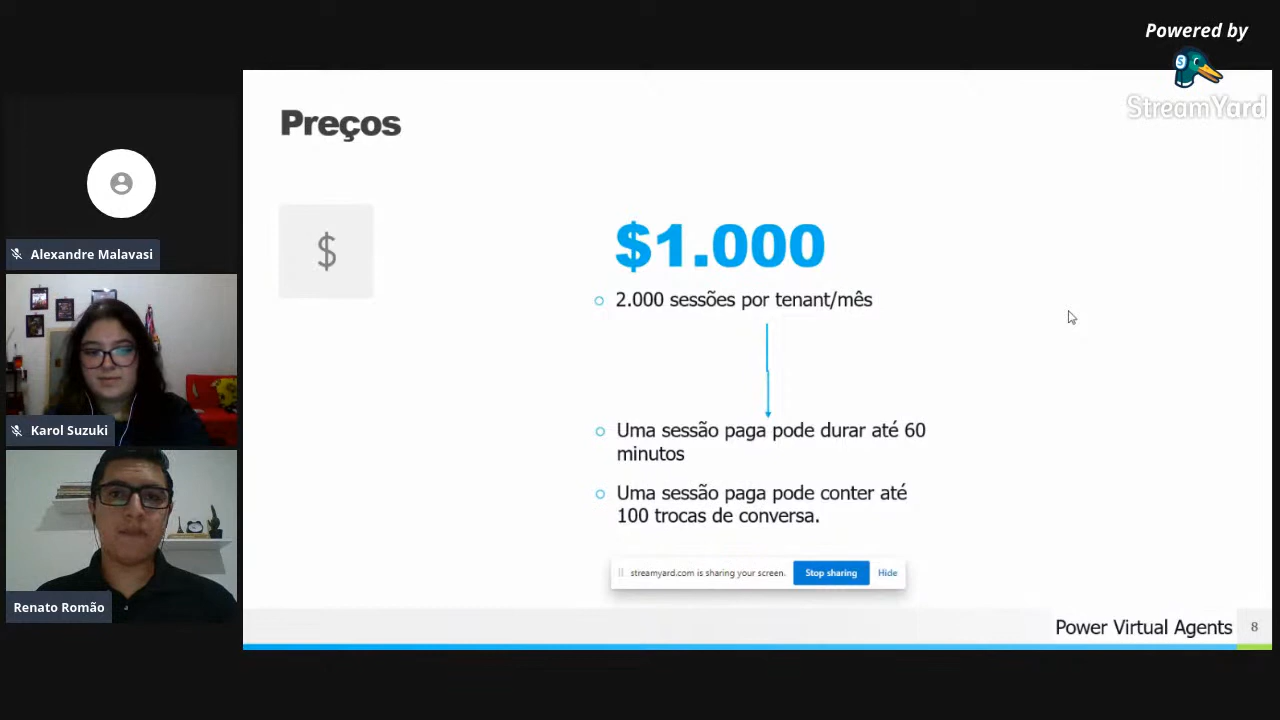 Powered by
StreamYard
Preços
$
$1.000
2.000 sessões por tenant/mês
Uma sessão paga pode durar até 60
minutos
Uma sessão paga pode conter até
100 trocas de conversa.
streamyard.com is sharing your screen.
Stop sharing
Hide
Power Virtual Agents
8
Alexandre Malavasi
Karol Suzuki
Renato Romão